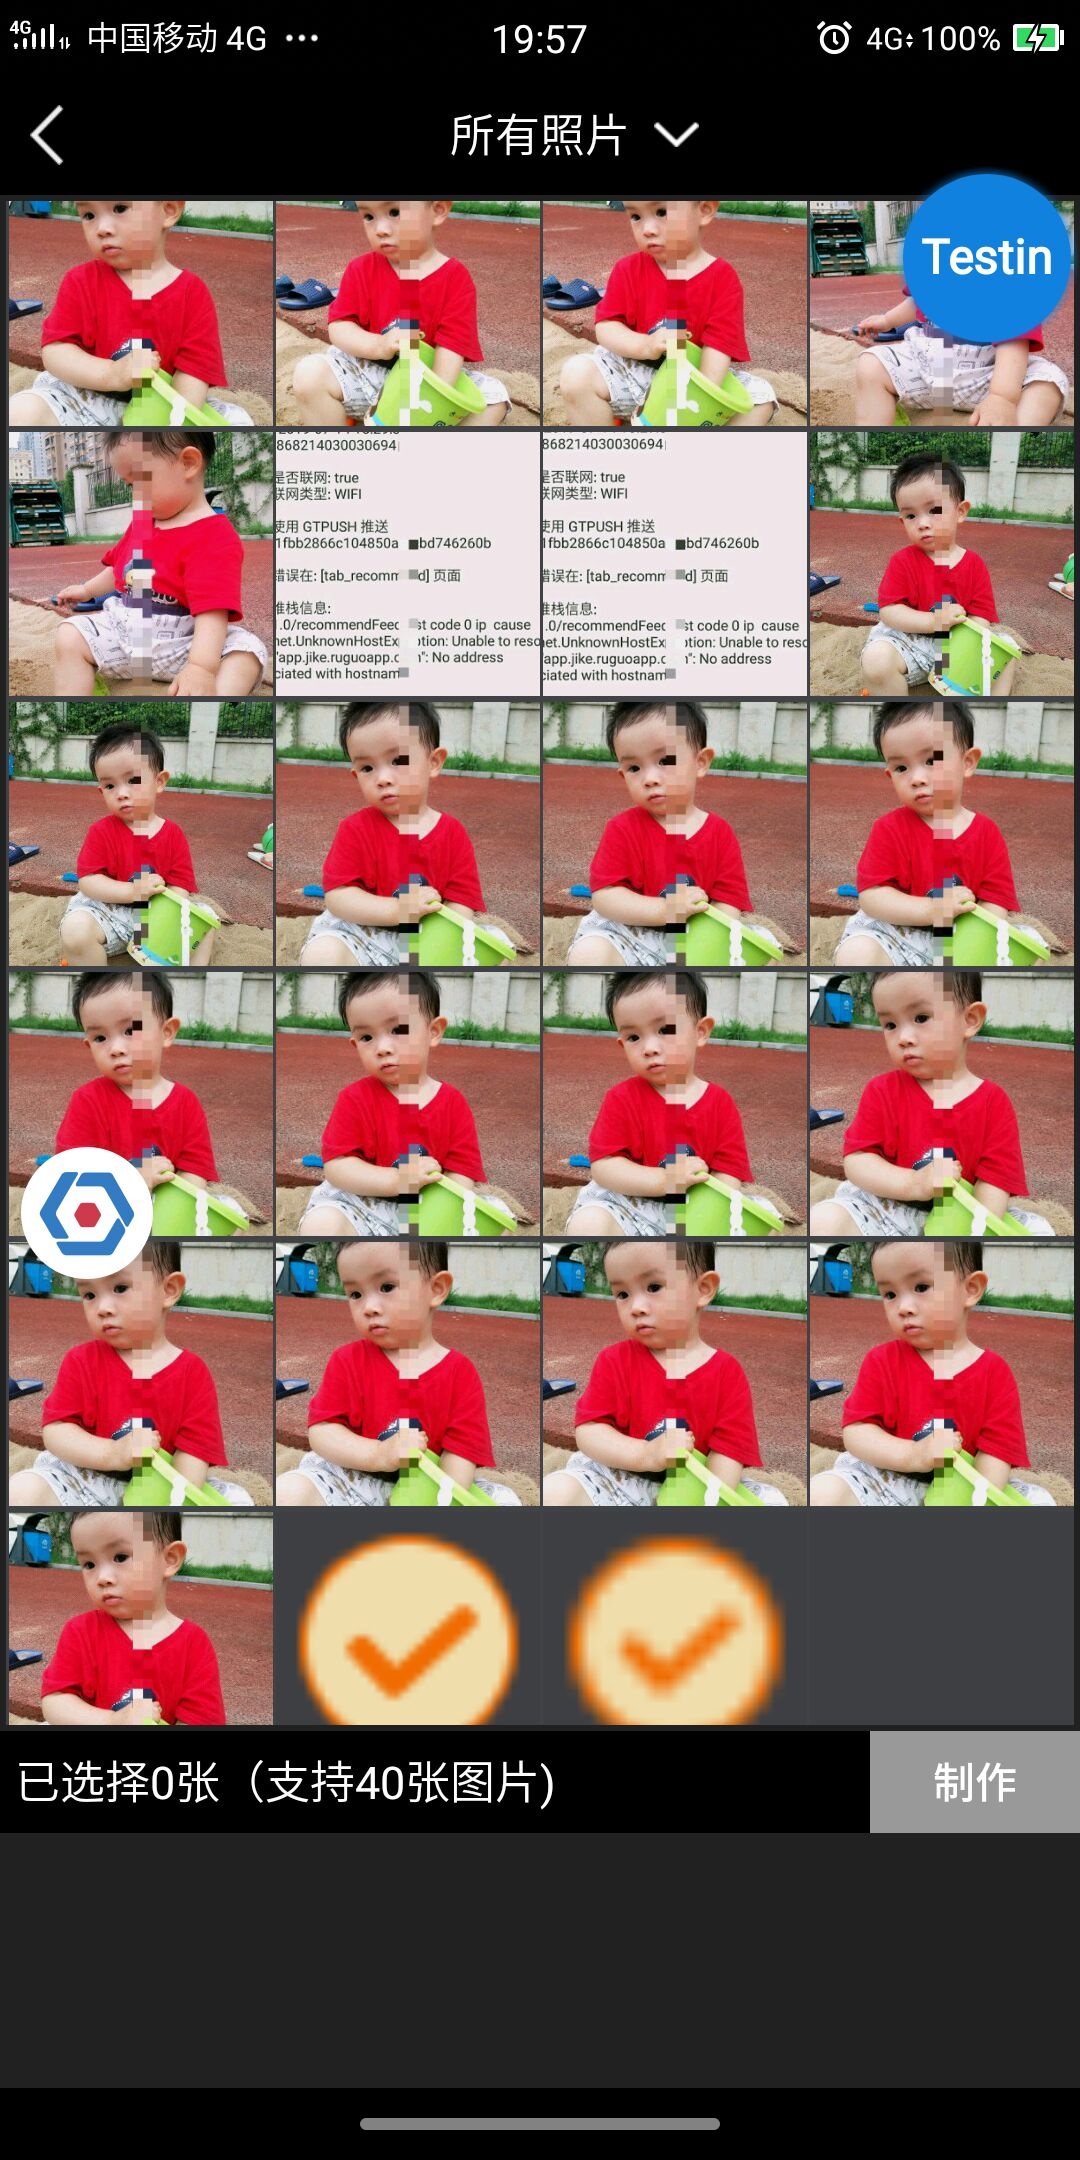 4G 中国移动 4G ... 19:57 4G 100%
所有照片
Testin
868214030030694
是否联网: true
联网类型: WIFI
使用 GTPUSH 推送
1fbb2866c104850a bd746260b
错误在: [tab_recomm d] 页面
堆栈信息:
.0/recommendFeed st code 0 ip cause
net.UnknownHostEx ption: Unable to reso
"app.jike.ruguoapp.c ": No address
ciated with hostnam
868214030030694
是否联网: true
联网类型: WIFI
使用 GTPUSH 推送
1fbb2866c104850a bd746260b
错误在: [tab_recomm d] 页面
堆栈信息:
.0/recommendFeed st code 0 ip cause
net.UnknownHostEx ption: Unable to reso
"app.jike.ruguoapp.c ": No address
ciated with hostnam
已选择0张（支持40张图片)
制作